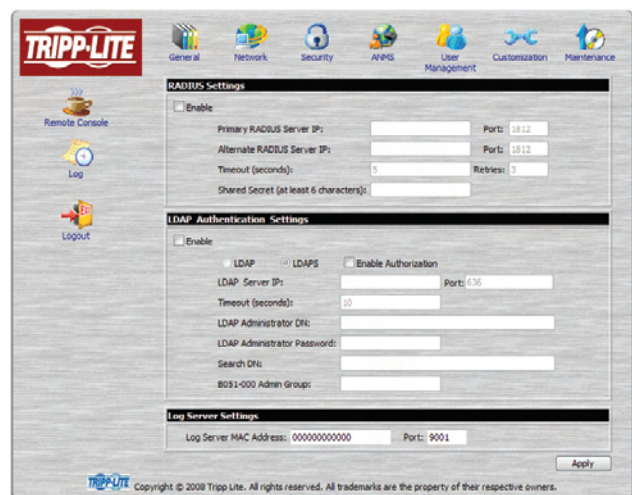 TRIPP·LITE
General
Network
Security
ANMS
User Management
Customization
Maintenance
Remote Console
Log
Logout
RADIUS Settings
Enable
Primary RADIUS Server IP: Port: 1812
Alternate RADIUS Server IP: Port: 1812
Timeout (seconds): 5 Retries: 3
Shared Secret (at least 6 characters):
LDAP Authentication Settings
Enable
LDAP LDAPS Enable Authorization
LDAP Server IP: Port: 636
Timeout (seconds): 10
LDAP Administrator DN:
LDAP Administrator Password:
Search DN:
B051-000 Admin Group:
Log Server Settings
Log Server MAC Address: 000000000000 Port: 9001
Apply
TRIPP·LITE Copyright © 2008 Tripp Lite. All rights reserved. All trademarks are the property of their respective owners.